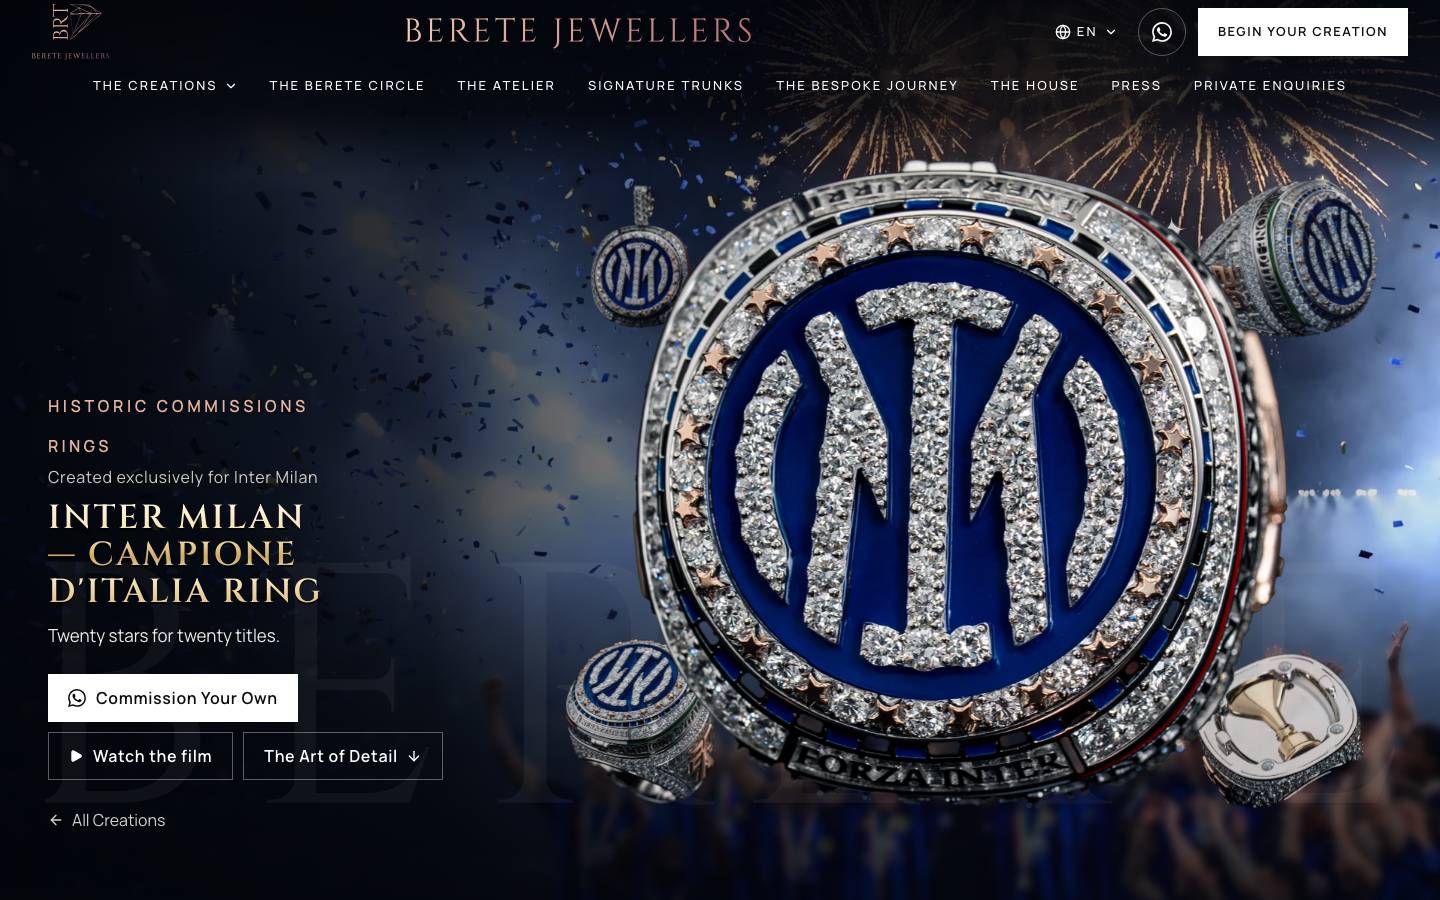 BRT
BERETE JEWELLERS
BERETE JEWELLERS
EN
BEGIN YOUR CREATION
THE CREATIONS
THE BERETE CIRCLE
THE ATELIER
SIGNATURE TRUNKS
THE BESPOKE JOURNEY
THE HOUSE
PRESS
PRIVATE ENQUIRIES
NERAZZURRI
HISTORIC COMMISSIONS
RINGS
Created exclusively for Inter Milan
INTER MILAN
— CAMPIONE
D'ITALIA RING
Twenty stars for twenty titles.
Commission Your Own
Watch the film
The Art of Detail
All Creations
FORZA INTER
BERETE